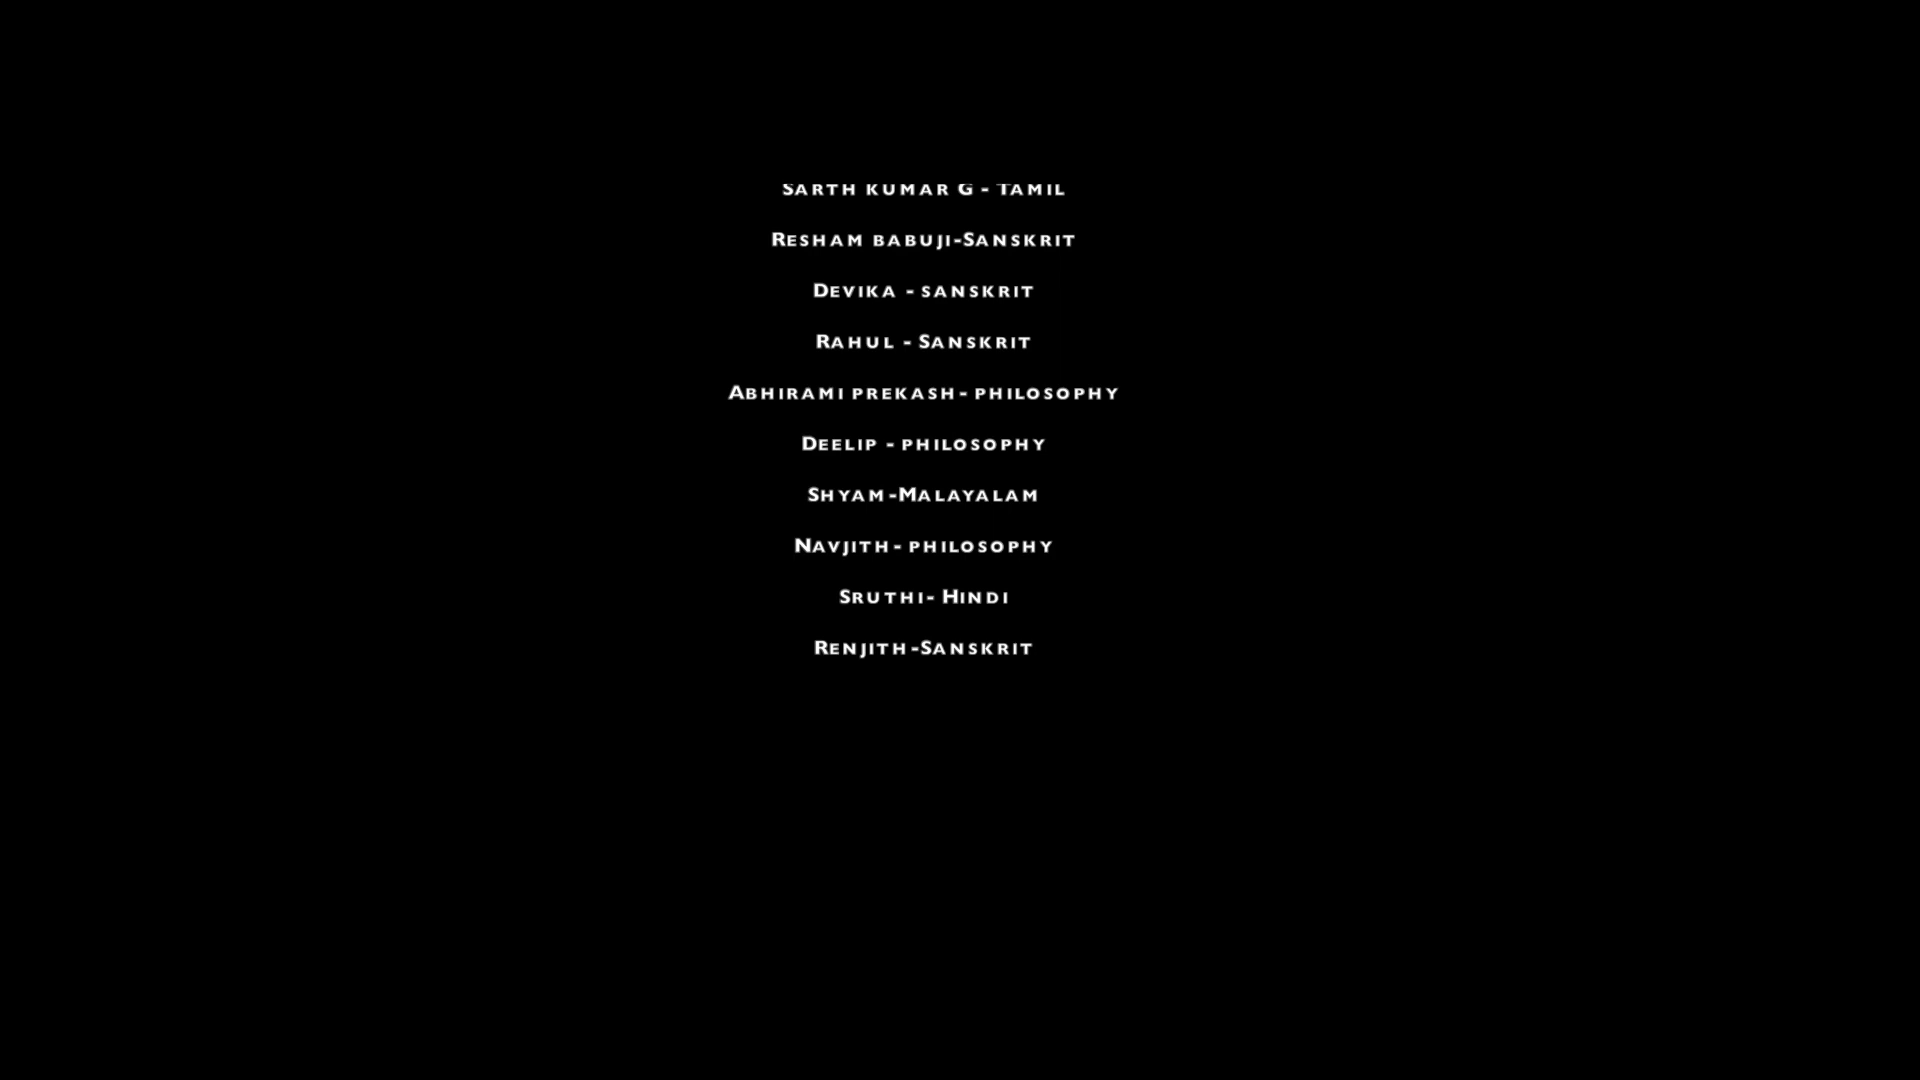 Sarth kumar G - Tamil
Resham babuji-Sanskrit
Devika - sanskrit
Rahul - Sanskrit
Abhirami prekash- philosophy
Deelip - philosophy
Shyam-Malayalam
Navjith- philosophy
Sruthi- Hindi
Renjith-Sanskrit